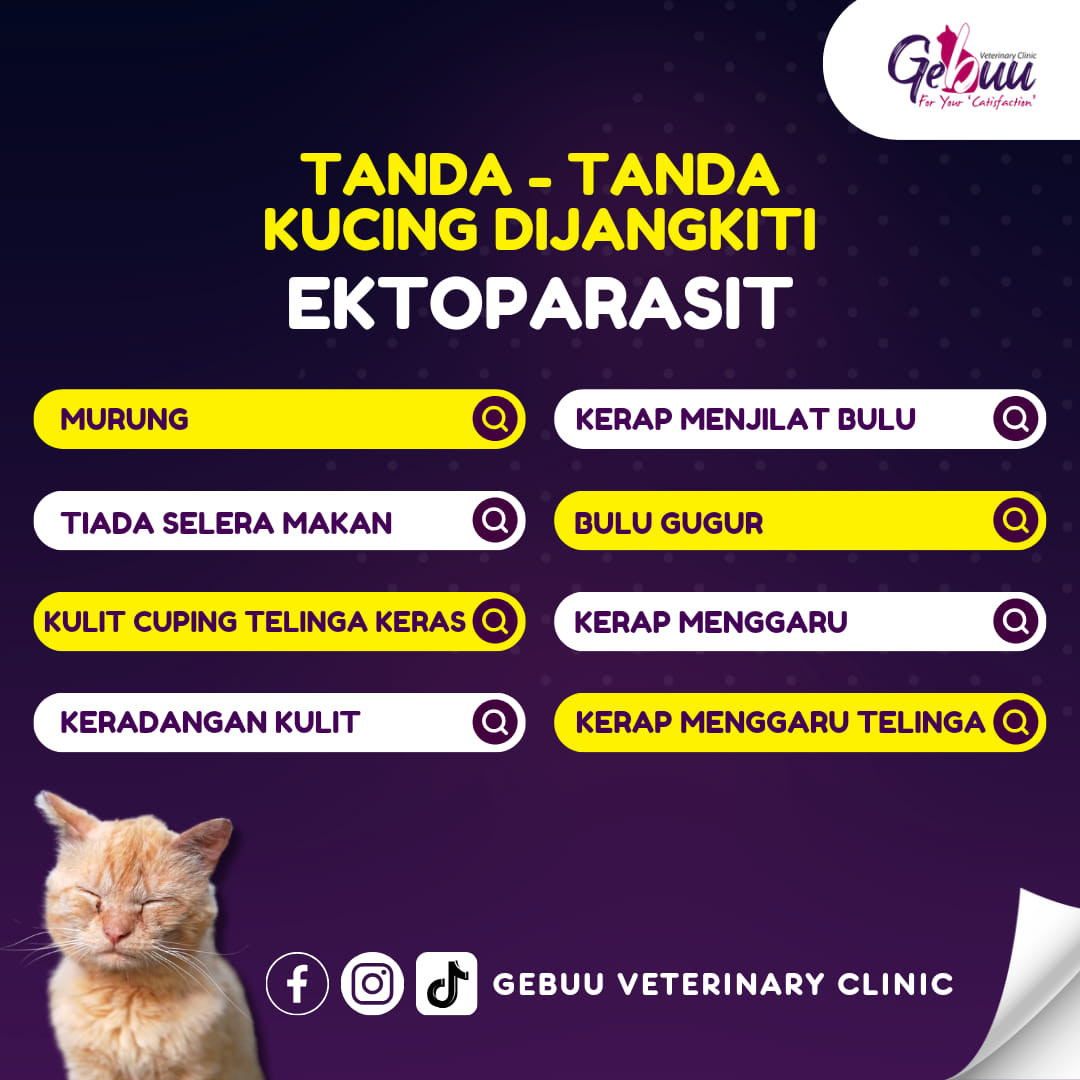 Gebuu
Veterinary Clinic
For Your 'Catisfaction'
TANDA - TANDA
KUCING DIJANGKITI
EKTOPARASIT
MURUNG
KERAP MENJILAT BULU
TIADA SELERA MAKAN
BULU GUGUR
KULIT CUPING TELINGA KERAS
KERAP MENGGARU
KERADANGAN KULIT
KERAP MENGGARU TELINGA
GEBUU VETERINARY CLINIC